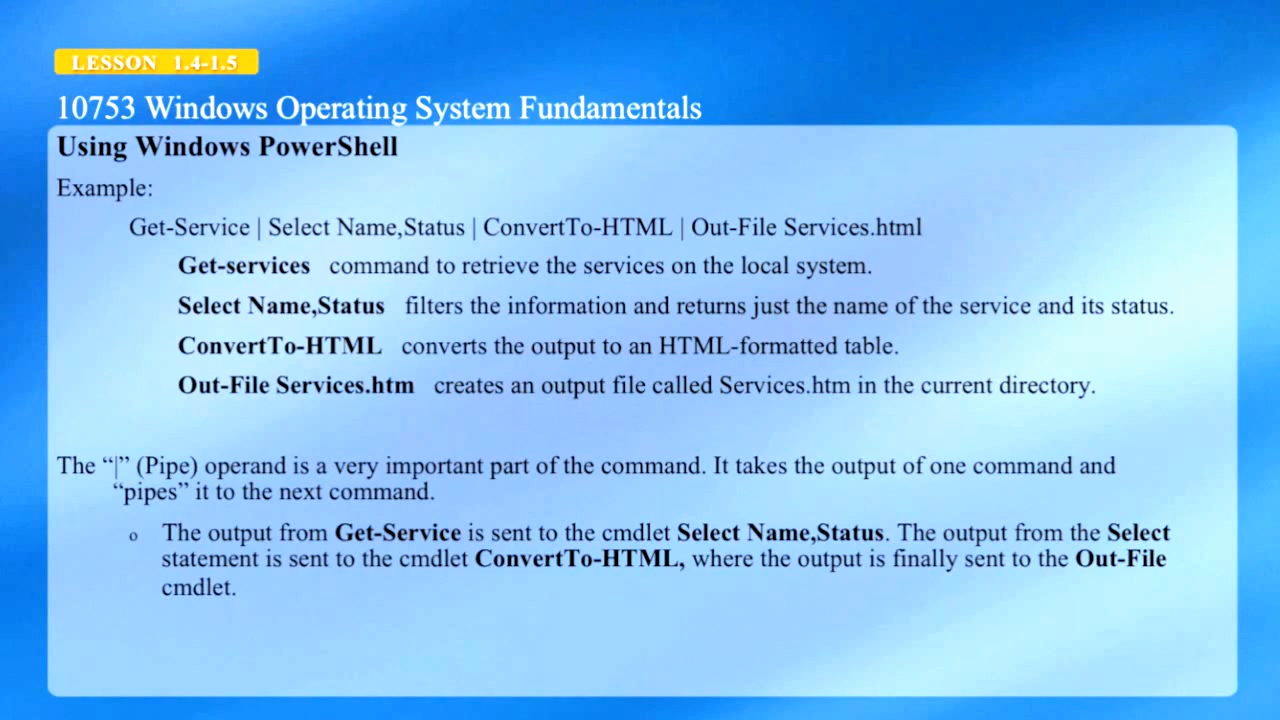 LESSON 1.4-1.5
10753 Windows Operating System Fundamentals
Using Windows PowerShell
Example:
Get-Service | Select Name,Status | ConvertTo-HTML | Out-File Services.html
Get-services command to retrieve the services on the local system.
Select Name,Status filters the information and returns just the name of the service and its status.
ConvertTo-HTML converts the output to an HTML-formatted table.
Out-File Services.htm creates an output file called Services.htm in the current directory.
The “|” (Pipe) operand is a very important part of the command. It takes the output of one command and
“pipes” it to the next command.
o The output from Get-Service is sent to the cmdlet Select Name,Status. The output from the Select
statement is sent to the cmdlet ConvertTo-HTML, where the output is finally sent to the Out-File
cmdlet.